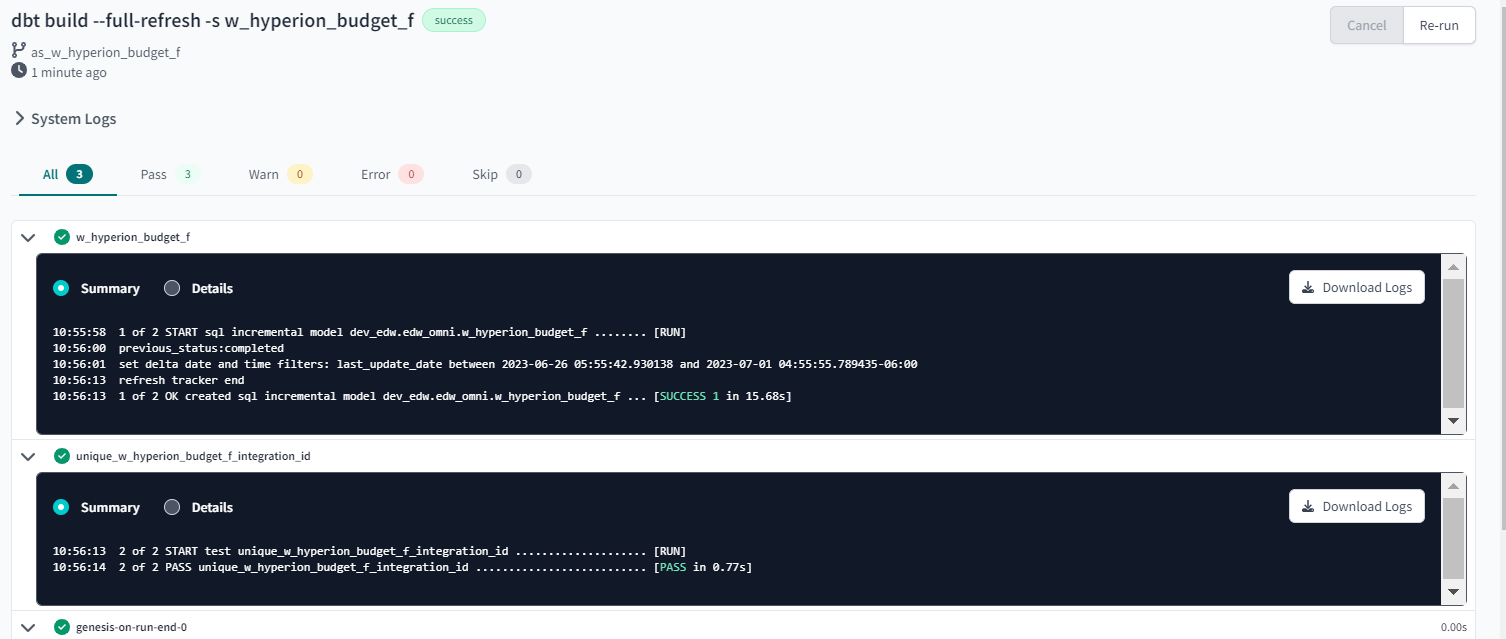 dbt build --full-refresh -s w_hyperion_budget_f success
Cancel Re-run
as_w_hyperion_budget_f
1 minute ago
System Logs
All 3 Pass 3 Warn 0 Error 0 Skip 0
w_hyperion_budget_f
Summary Details Download Logs
10:55:58 1 of 2 START sql incremental model dev_edw.edw_omni.w_hyperion_budget_f ........ [RUN]
10:56:00 previous_status:completed
10:56:01 set delta date and time filters: last_update_date between 2023-06-26 05:55:42.930138 and 2023-07-01 04:55:55.789435-06:00
10:56:13 refresh tracker end
10:56:13 1 of 2 OK created sql incremental model dev_edw.edw_omni.w_hyperion_budget_f ... [SUCCESS 1 in 15.68s]
unique_w_hyperion_budget_f_integration_id
Summary Details Download Logs
10:56:13 2 of 2 START test unique_w_hyperion_budget_f_integration_id .................... [RUN]
10:56:14 2 of 2 PASS unique_w_hyperion_budget_f_integration_id .......................... [PASS in 0.77s]
genesis-on-run-end-0 0.00s